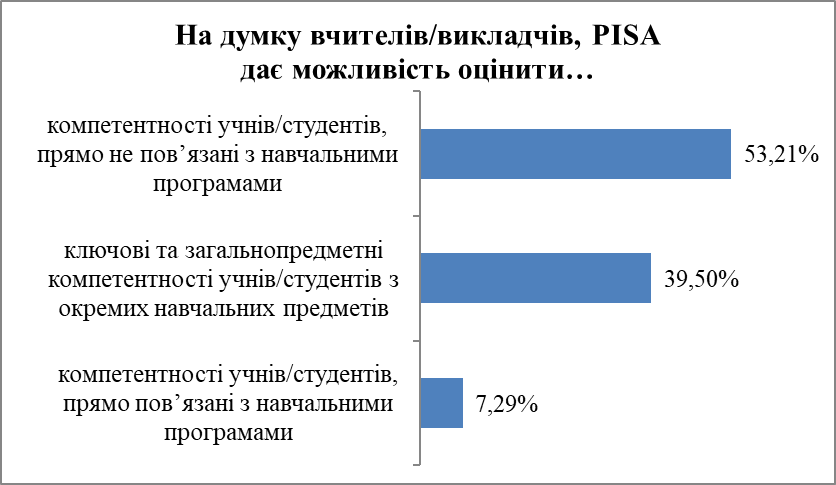 На думку вчителів/викладчів, PISA
дає можливість оцінити…
компетентності учнів/студентів,
прямо не пов’язані з навчальними
програмами
53,21%
ключові та загальнопредметні
компетентності учнів/студентів з
окремих навчальних предметів
39,50%
компетентності учнів/студентів,
прямо пов’язані з навчальними
програмами
7,29%